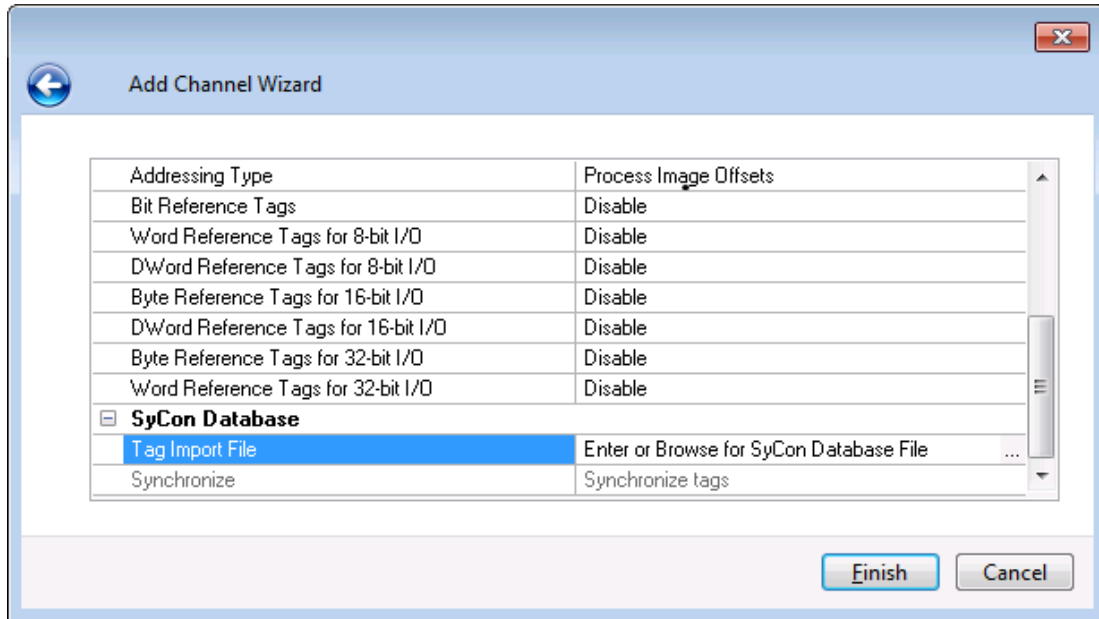 Add Channel Wizard
Addressing Type Process Image Offsets
Bit Reference Tags Disable
Word Reference Tags for 8-bit I/O Disable
DWord Reference Tags for 8-bit I/O Disable
Byte Reference Tags for 16-bit I/O Disable
DWord Reference Tags for 16-bit I/O Disable
Byte Reference Tags for 32-bit I/O Disable
Word Reference Tags for 32-bit I/O Disable
SyCon Database
Tag Import File Enter or Browse for SyCon Database File ...
Synchronize Synchronize tags
Finish Cancel